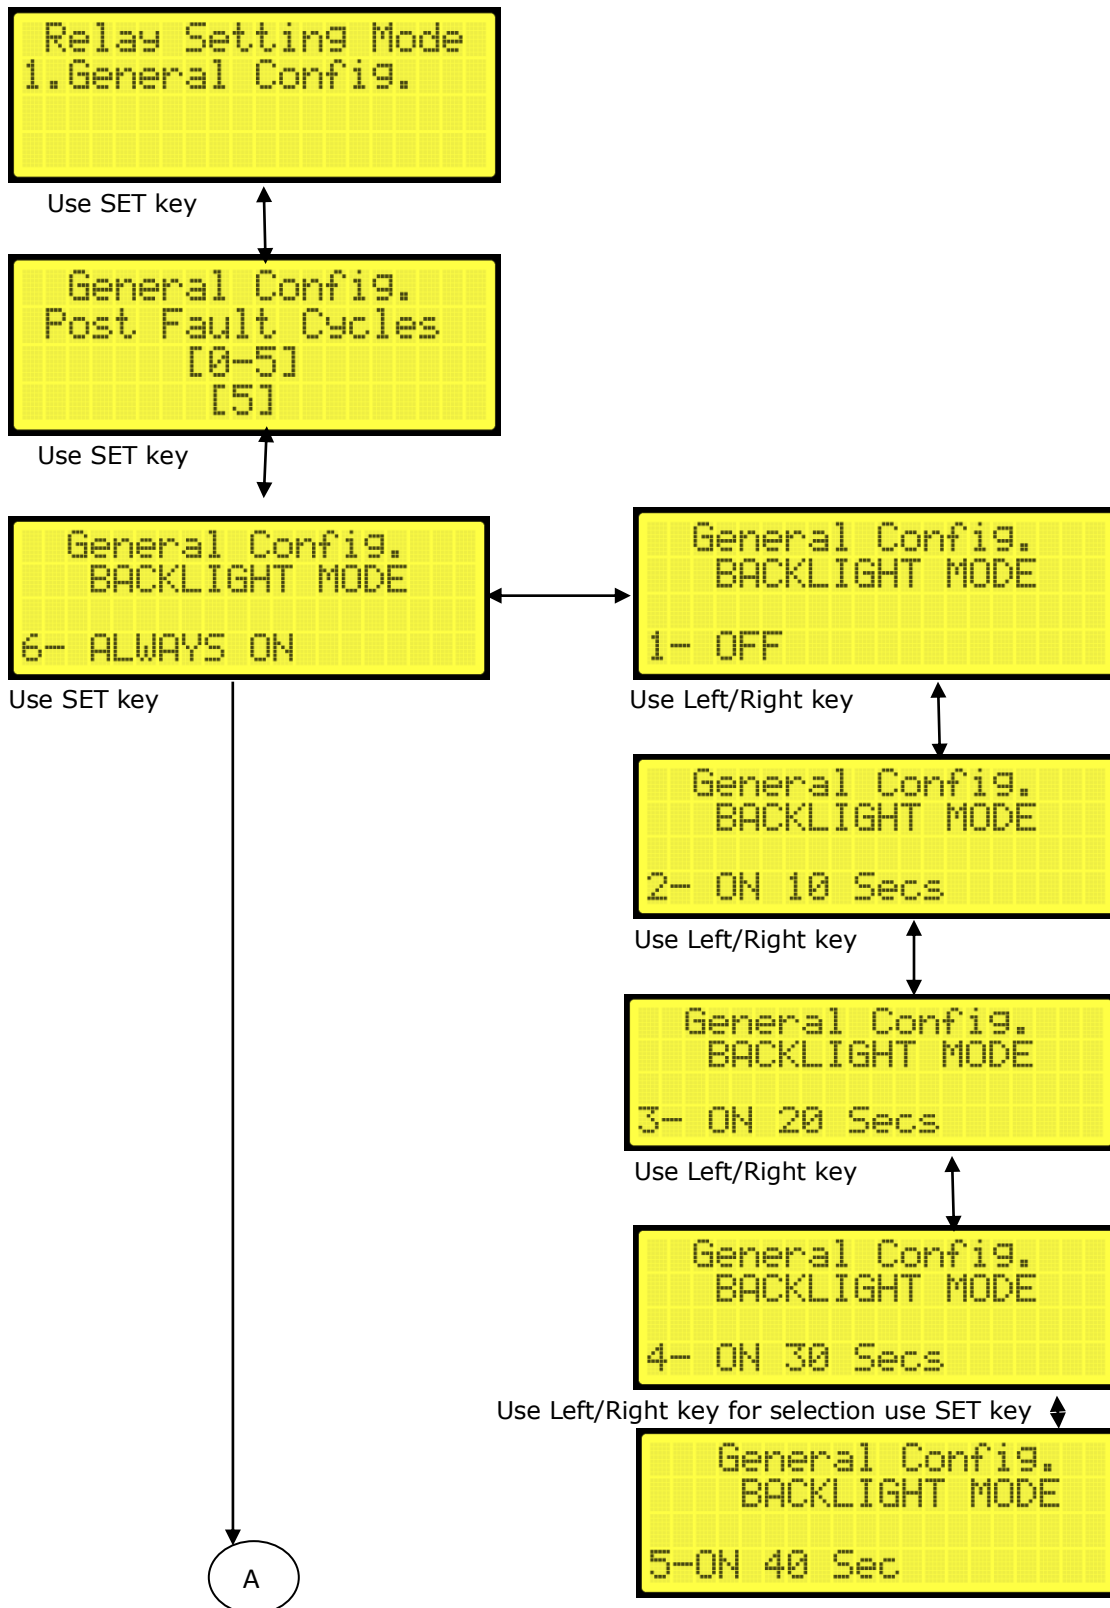 Relay Setting Mode
1.General Config.
Use SET key
General Config.
Post Fault Cycles
[0-5]
[5]
Use SET key
General Config.
BACKLIGHT MODE
6- ALWAYS ON
Use SET key
General Config.
BACKLIGHT MODE
1- OFF
Use Left/Right key
General Config.
BACKLIGHT MODE
2- ON 10 Secs
Use Left/Right key
General Config.
BACKLIGHT MODE
3- ON 20 Secs
Use Left/Right key
General Config.
BACKLIGHT MODE
4- ON 30 Secs
Use Left/Right key for selection use SET key
General Config.
BACKLIGHT MODE
5-ON 40 Sec
A